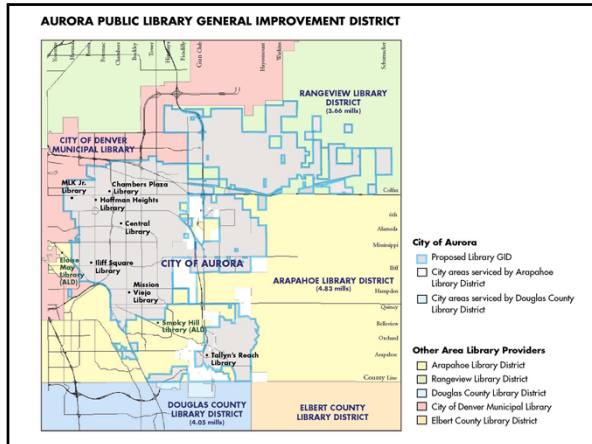 AURORA PUBLIC LIBRARY GENERAL IMPROVEMENT DISTRICT
Chambers
Buckley
Tower
Picadilly
Gun Club
Hayesmount
Watkins
Schumaker
RANGEVIEW LIBRARY
DISTRICT
(3.66 mills)
CITY OF DENVER
MUNICIPAL LIBRARY
MLK Jr.
Library
Chambers Plaza
Library
Hoffman Heights
Library
Colfax
Central
Library
6th
Alameda
Mississippi
Eloise
May
Library
(ALD)
Iliff Square
Library
CITY OF AURORA
Iliff
ARAPAHOE LIBRARY DISTRICT
(4.83 mills)
Mission
Viejo
Library
Hampden
Quincy
Smoky Hill
Library (ALD)
Belleview
Orchard
Tallyn's Reach
Library
Arapahoe
County Line
DOUGLAS COUNTY
LIBRARY DISTRICT
(4.05 mills)
ELBERT COUNTY
LIBRARY DISTRICT
City of Aurora
Proposed Library GID
City areas serviced by Arapahoe
Library District
City areas serviced by Douglas County
Library District
Other Area Library Providers
Arapahoe Library District
Rangeview Library District
Douglas County Library District
City of Denver Municipal Library
Elbert County Library District